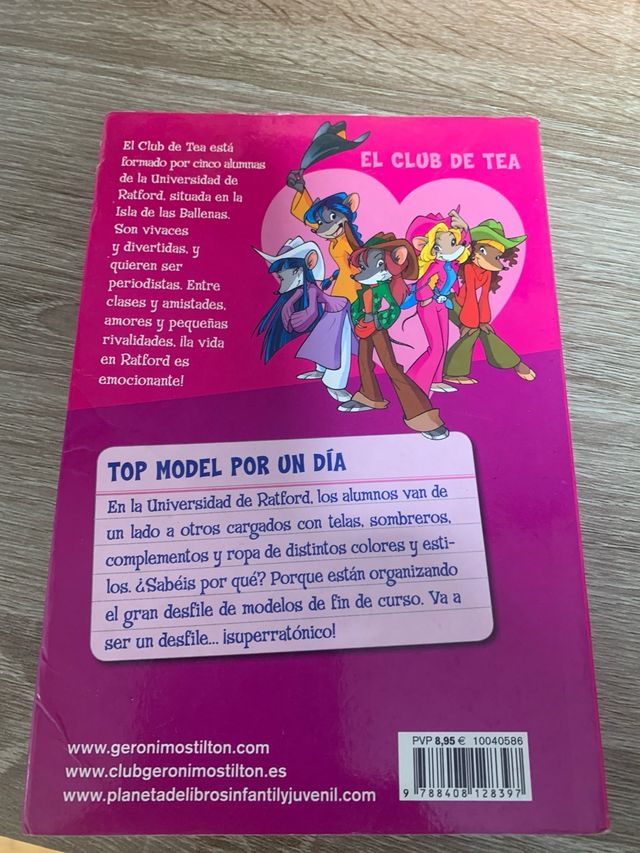 El Club de Tea está
formado por cinco alumnas
de la Universidad de
Ratford, situada en la
Isla de las Ballenas.
Son vivaces
y divertidas, y
quieren ser
periodistas. Entre
clases y amistades,
amores y pequeñas
rivalidades, ¡la vida
en Ratford es
emocionante!
EL CLUB DE TEA
TOP MODEL POR UN DÍA
En la Universidad de Ratford, los alumnos van de
un lado a otros cargados con telas, sombreros,
complementos y ropa de distintos colores y esti-
los. ¿Sabéis por qué? Porque están organizando
el gran desfile de modelos de fin de curso. Va a
ser un desfile... ¡superratónico!
www.geronimostilton.com
www.clubgeronimostilton.es
www.planetadelibrosinfantilyjuvenil.com
PVP 8,95 € 10040586
9 788408 128397